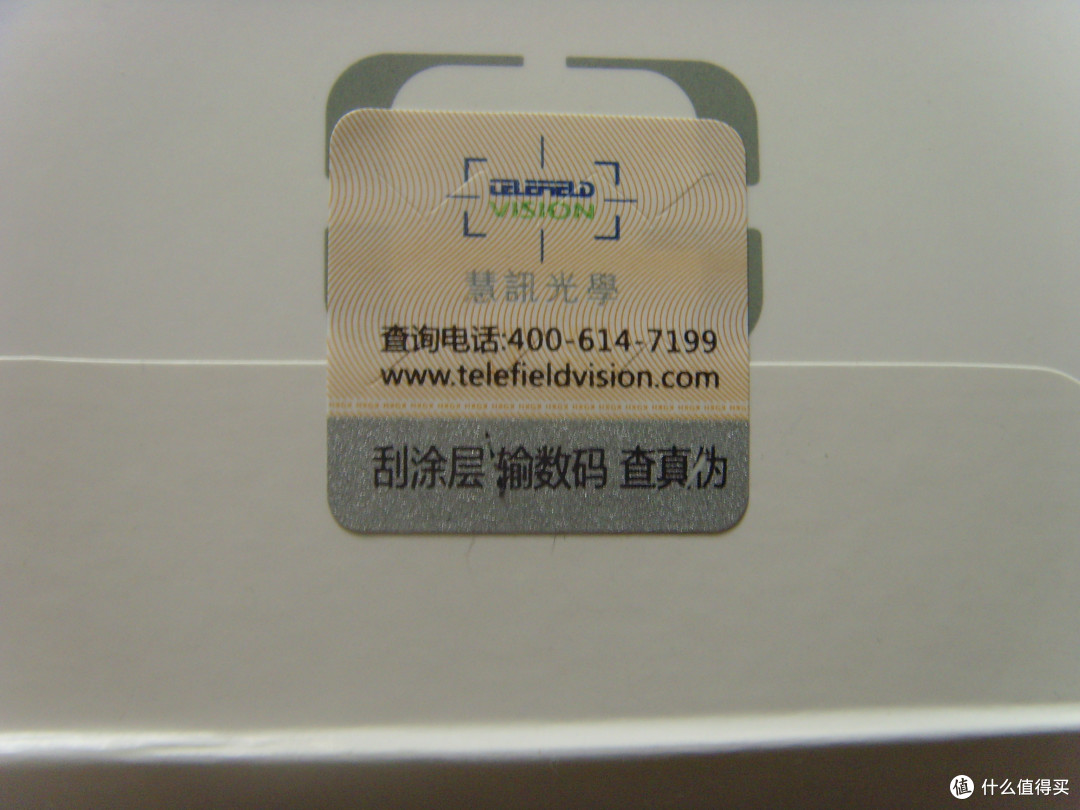 TELEFIELD
VISION
慧訊光學
查询电话:400-614-7199
www.telefieldvision.com
刮涂层 输数码 查真伪
值 什么值得买